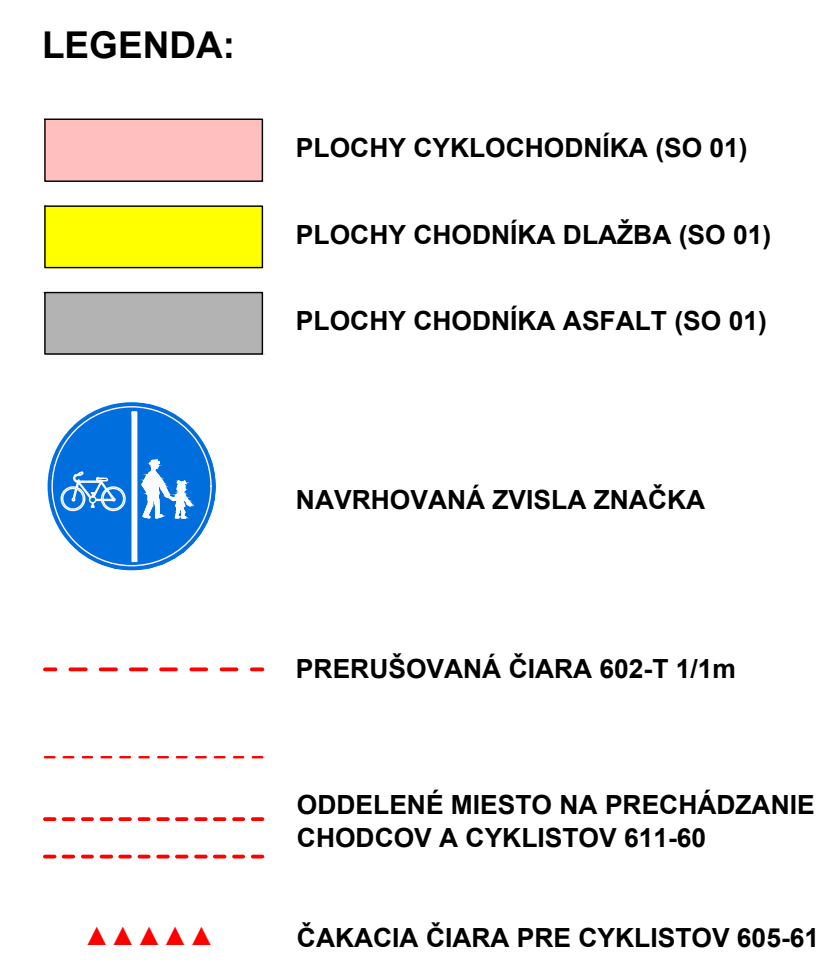 LEGENDA:
PLOCHY CYKLOCHODNÍKA (SO 01)
PLOCHY CHODNÍKA DLAŽBA (SO 01)
PLOCHY CHODNÍKA ASFALT (SO 01)
NAVRHOVANÁ ZVISLA ZNAČKA
PRERUŠOVANÁ ČIARA 602-T 1/1m
ODDELENÉ MIESTO NA PRECHÁDZANIE
CHODCOV A CYKLISTOV 611-60
ČAKACIA ČIARA PRE CYKLISTOV 605-61